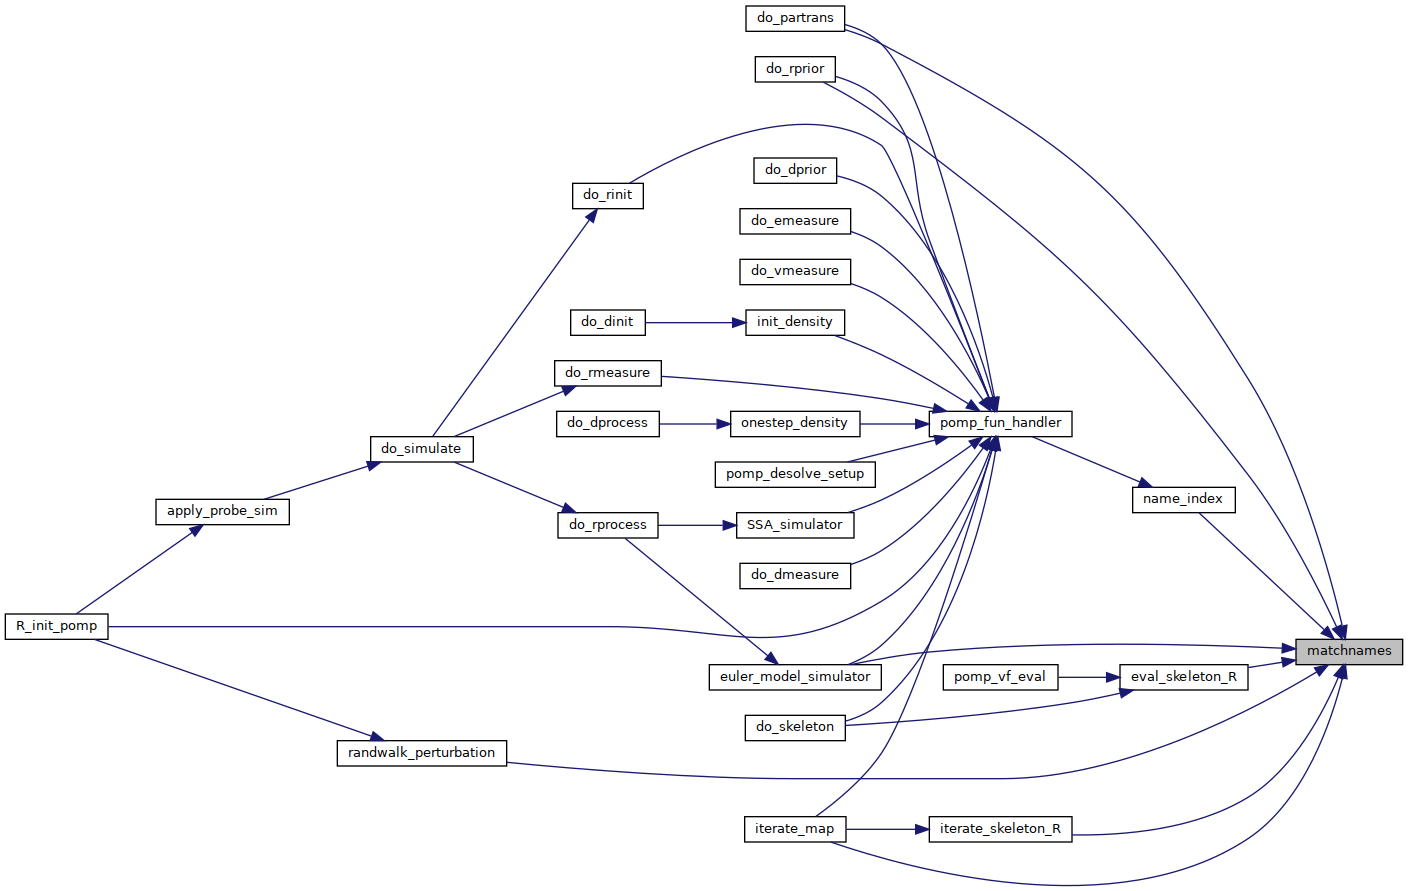 do_partrans
do_rprior
do_dprior
do_rinit
do_emeasure
do_vmeasure
do_dinit
init_density
do_rmeasure
do_dprocess
onestep_density
pomp_fun_handler
do_simulate
pomp_desolve_setup
name_index
apply_probe_sim
do_rprocess
SSA_simulator
do_dmeasure
R_init_pomp
matchnames
euler_model_simulator
pomp_vf_eval
eval_skeleton_R
do_skeleton
randwalk_perturbation
iterate_map
iterate_skeleton_R